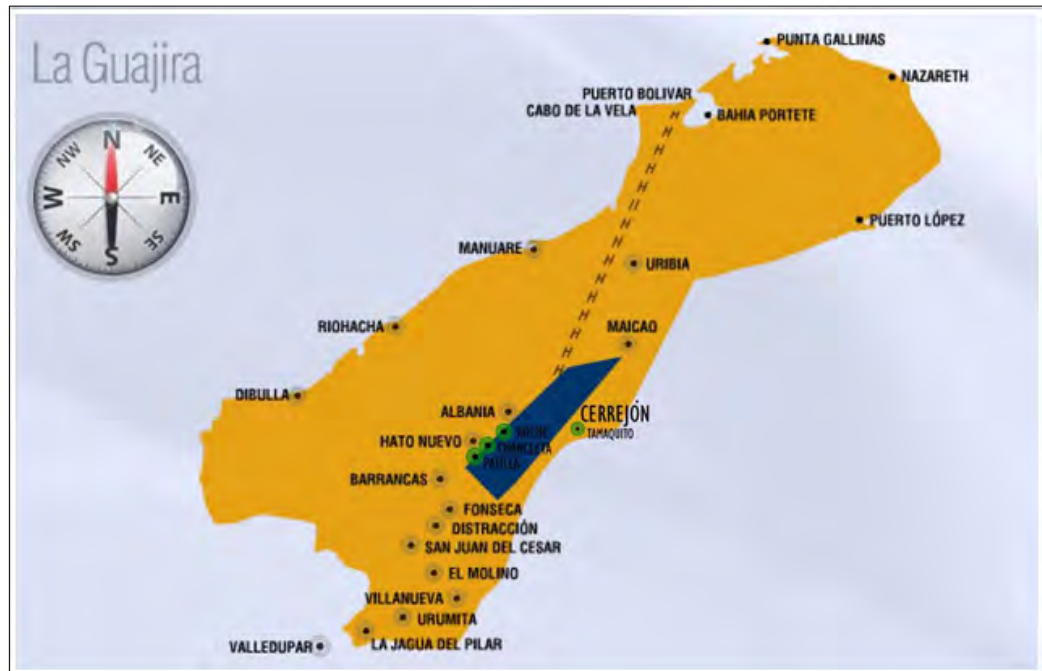 La Guajira
PUNTA GALLINAS
NAZARETH
PUERTO BOLIVAR
CABO DE LA VELA
BAHIA PORTETE
N
NE
E
SE
S
SW
W
NW
PUERTO LÓPEZ
MANUARE
URIBIA
RIOHACHA
MAICAO
DIBULLA
ALBANIA
CERREJÓN
TAMAQUITO
HATO NUEVO
CHANCLETA
PATILLA
BARRANCAS
FONSECA
DISTRACCIÓN
SAN JUAN DEL CESAR
EL MOLINO
VILLANUEVA
URUMITA
LA JAGUA DEL PILAR
VALLEDUPAR